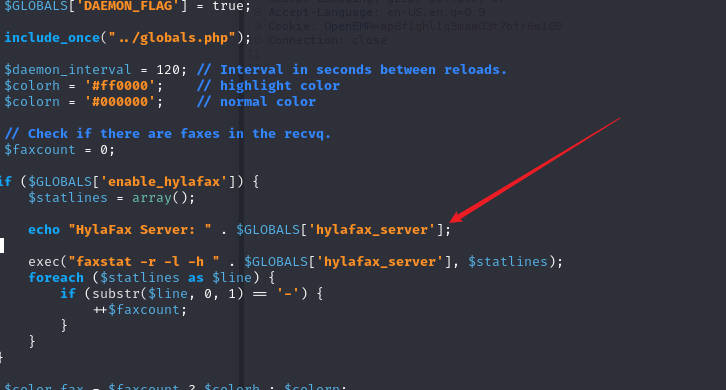 $GLOBALS['DAEMON_FLAG'] = true;
Accept-Language: en-US,en;q=0.9
include_once("../globals.php");
Connection: close
$daemon_interval = 120; // Interval in seconds between reloads.
$colorh = '#ff0000';    // highlight color
$colorn = '#000000';    // normal color
// Check if there are faxes in the recvq.
$faxcount = 0;
if ($GLOBALS['enable_hylafax']) {
$statlines = array();
echo "HylaFax Server: " . $GLOBALS['hylafax_server'];
exec("faxstat -r -l -h " . $GLOBALS['hylafax_server'], $statlines);
foreach ($statlines as $line) {
if (substr($line, 0, 1) == '-') {
++$faxcount;
}
}
}
$color_fax = $faxcount ? $colorh : $colorn;